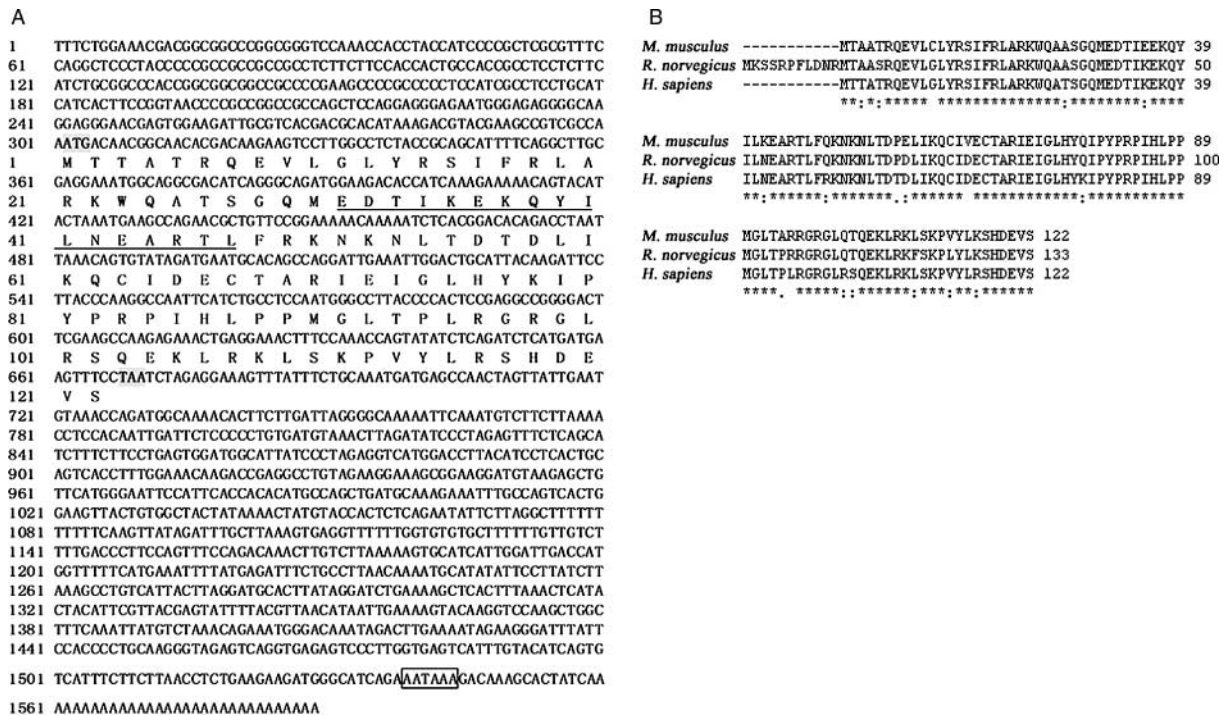 A
1 TTTCTGGAAACGACGGCGGCCCGGCGGGTCCAAACCACCTACCATCCCCGCTCGCGTTTC
61 CAGGCTCCCTACCCCCGCCGCCGCCGCCTCTTCTTCCACCACTGCCACCGCCTCCTCTTC
121 ATCTGCGGCCCACCGGCGGCGGCCGCCCCGAAGCCCCGCCCCCTCCATCGCCTCCTGCAT
181 CATCACTTCCGGTAACCCCGCCGGCCGCCAGCTCCAGGAGGGAGAATGGGAGAGGGGCAA
241 GGAGGGAACGAGTGGAAGATTGCGTCACGACGCACATAAAGACGTACGAAGCCGTCGCCA
301 AATGACAACGGCAACACGACAAGAAGTCCTTGGCCTCTACCGCAGCATTTTCAGGCTTGC
1 M T T A T R Q E V L G L Y R S I F R L A
361 GAGGAAATGGCAGGCGACATCAGGGCAGATGGAAGACACCATCAAAGAAAAACAGTACAT
21 R K W Q A T S G Q M E D T I K E K Q Y I
421 ACTAAATGAAGCCAGAACGCTGTTCCGGAAAAACAAAAATCTCACGGACACAGACCTAAT
41 L N E A R T L F R K N K N L T D T D L I
481 TAAACAGTGTATAGATGAATGCACAGCCAGGATTGAAATTGGACTGCATTACAAGATTCC
61 K Q C I D E C T A R I E I G L H Y K I P
541 TTACCCAAGGCCAATTCATCTGCCTCCAATGGGCCTTACCCCACTCCGAGGCCGGGGACT
81 Y P R P I H L P P M G L T P L R G R G L
601 TCGAAGCCAAGAGAAACTGAGGAAACTTTCCAAACCAGTATATCTCAGATCTCATGATGA
101 R S Q E K L R K L S K P V Y L R S H D E
661 AGTTTCCTAATCTAGAGGAAAGTTTATTTCTGCAAATGATGAGCCAACTAGTTATTGAAT
121 V S
721 GTAAACCAGATGGCAAAACACTTCTTGATTAGGGGCAAAAATTCAAATGTCTTCTTAAAA
781 CCTCCACAATTGATTCTCCCCCTGTGATGTAAACTTAGATATCCCTAGAGTTTCTCAGCA
841 TCTTTCTTCCTGAGTGGATGGCATTATCCCTAGAGGTCATGGACCTTACATCCTCACTGC
901 AGTCACCTTTGGAAACAAGACCGAGGCCTGTAGAAGGAAAGCGGAAGGATGTAAGAGCTG
961 TTCATGGGAATTCCATTCACCACACATGCCAGCTGATGCAAAGAAATTTGCCAGTCACTG
1021 GAAGTTACTGTGGCTACTATAAAACTATGTACCACTCTCAGAATATTCTTAGGCTTTTTT
1081 TTTTTCAAGTTATAGATTTGCTTAAAGTGAGGTTTTTTGGTGTGTGCTTTTTTGTTGTCT
1141 TTTGACCCTTCCAGTTTCCAGACAAACTTGTCTTAAAAAGTGCATCATTGGATTGACCAT
1201 GGTTTTTCATGAAATTTTATGAGATTTCTGCCTTAACAAAATGCATATATTCCTTATCTT
1261 AAAGCCTGTCATTACTTAGGATGCACTTATAGGATCTGAAAAGCTCACTTTAAACTCATA
1321 CTACATTCGTTACGAGTATTTTACGTTAACATAATTGAAAAGTACAAGGTCCAAGCTGGC
1381 TTTCAAATTATGTCTAAACAGAAATGGGACAAATAGACTTGAAAATAGAAGGGATTTATT
1441 CCACCCCTGCAAGGGTAGAGTCAGGTGAGAGTCCCTTGGTGAGTCATTTGTACATCAGTG
1501 TCATTTCTTCTTAACCTCTGAAGAAGATGGGCATCAGAAATAAAGACAAAGCACTATCAA
1561 AAAAAAAAAAAAAAAAAAAAAAAAAAAAA
B
M. musculus -----------MTAATRQEVLCLYRSIFRLARKWQAASGQMEDTIEEKQY 39
R. norvegicus MKSSRPFLDNRMTAASRQEVLGLYRSIFRLARKWQAASGQMEDTIKEKQY 50
H. sapiens -----------MTTATRQEVLGLYRSIFRLARKWQATSGQMEDTIKEKQY 39
**:*:***** **************:********:****
M. musculus ILKEARTLFQKNKNLTDPELIKQCIVECTARIEIGLHYQIPYPRPIHLPP 89
R. norvegicus ILNEARTLFRKNKNLTDPDLIKQCIDECTARIEIGLHYQIPYPRPIHLPP 100
H. sapiens ILNEARTLFRKNKNLTDTDLIKQCIDECTARIEIGLHYKIPYPRPIHLPP 89
**:******:*******.:****** ************:***********
M. musculus MGLTARRGRGLQTQEKLRKLSKPVYLKSHDEVS 122
R. norvegicus MGLTPRRGRGLQTQEKLRKFSKPLYLKSHDEVS 133
H. sapiens MGLTPLRGRGLRSQEKLRKLSKPVYLRSHDEVS 122
****. *****::******:***:**:******